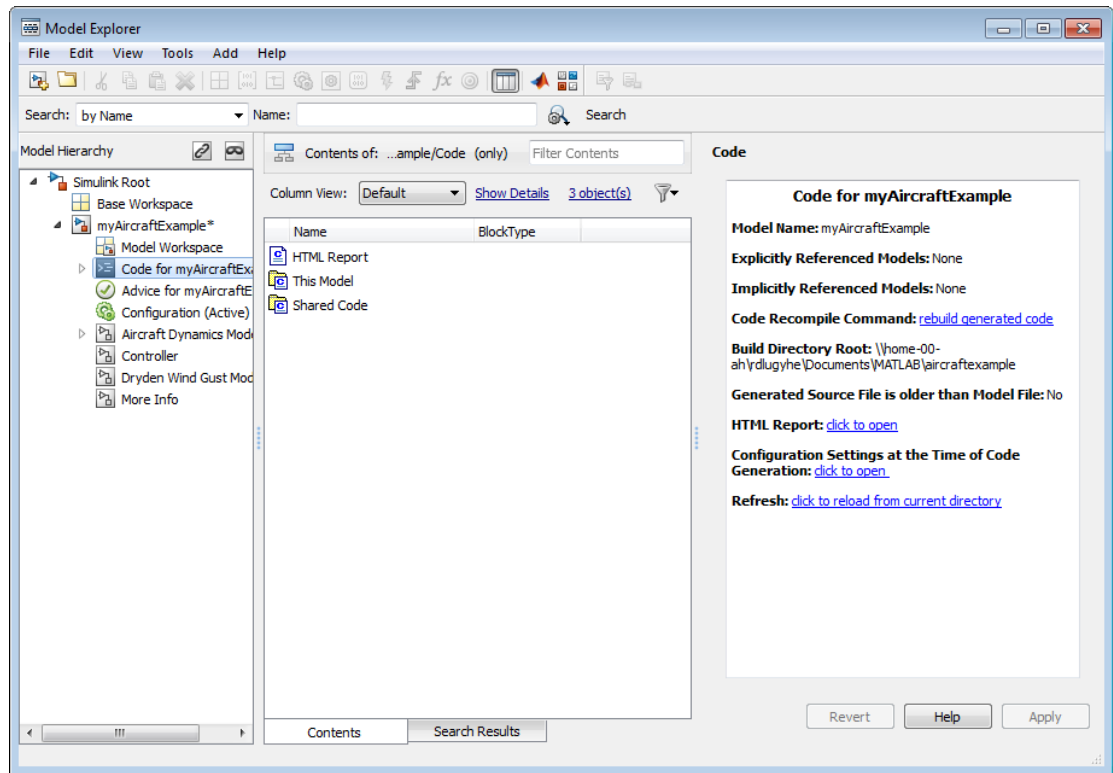 Model Explorer
File Edit View Tools Add Help
fx
Search: by Name Name: Search
Model Hierarchy
Simulink Root
Base Workspace
myAircraftExample*
Model Workspace
Code for myAircraftExa
Advice for myAircraftE
Configuration (Active)
Aircraft Dynamics Mode
Controller
Dryden Wind Gust Mod
More Info
Contents of: ...ample/Code (only) Filter Contents
Column View: Default Show Details 3 object(s)
Name BlockType
HTML Report
This Model
Shared Code
Contents Search Results
Code
Code for myAircraftExample
Model Name: myAircraftExample
Explicitly Referenced Models: None
Implicitly Referenced Models: None
Code Recompile Command: rebuild generated code
Build Directory Root: \\home-00-
ah\rdlugyhe\Documents\MATLAB\aircraftexample
Generated Source File is older than Model File: No
HTML Report: click to open
Configuration Settings at the Time of Code
Generation: click to open
Refresh: click to reload from current directory
Revert Help Apply